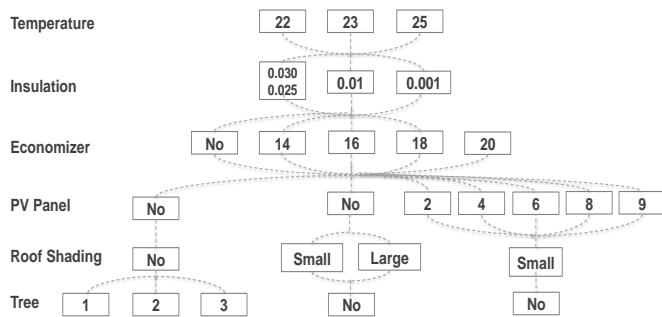 Temperature 22 23 25
Insulation 0.030 0.01 0.001
0.025
Economizer No 14 16 18 20
PV Panel No No 2 4 6 8 9
Roof Shading No Small Large Small
Tree 1 2 3 No No